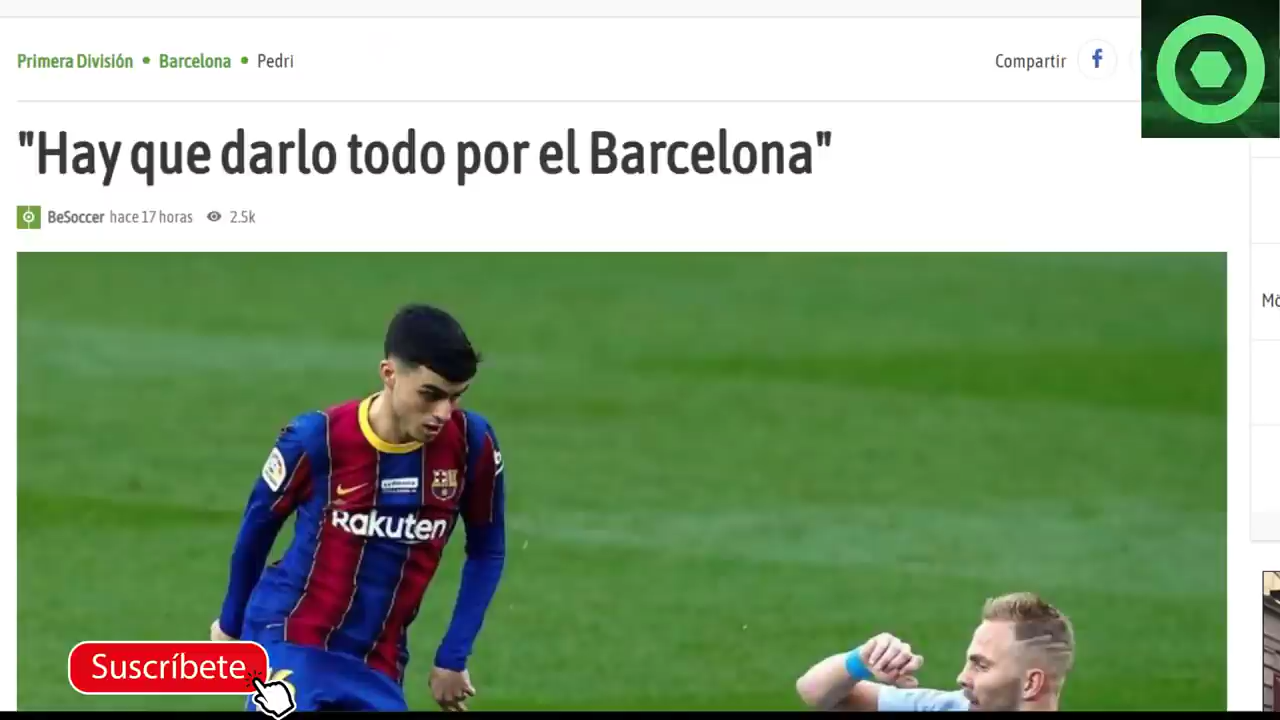 Primera División • Barcelona • Pedri
Compartir
"Hay que darlo todo por el Barcelona"
BeSoccer hace 17 horas 2.5k
Mö
Rakuten
Suscríbete